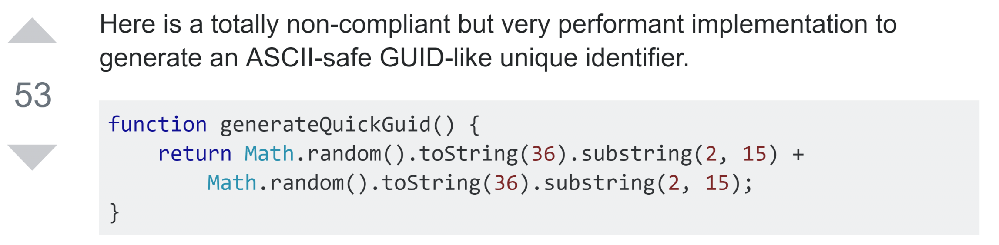 Here is a totally non-compliant but very performant implementation to
generate an ASCII-safe GUID-like unique identifier.
53
function generateQuickGuid() {
    return Math.random().toString(36).substring(2, 15) +
        Math.random().toString(36).substring(2, 15);
}